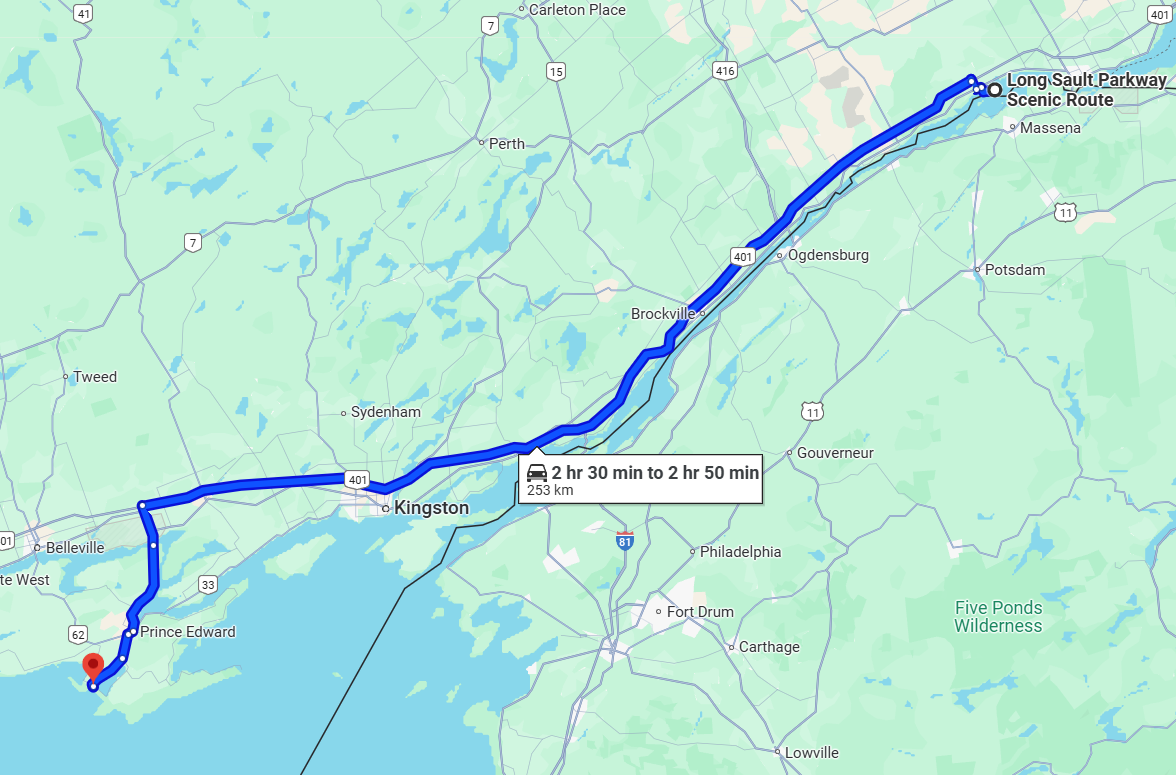 41
Carleton Place
401
7
15
416
Long Sault Parkway
Scenic Route
Massena
Perth
11
7
401
Ogdensburg
Potsdam
Brockville
Tweed
Sydenham
11
Gouverneur
2 hr 30 min to 2 hr 50 min
253 km
401
Kingston
01
Belleville
81
Philadelphia
te West
33
Fort Drum
Five Ponds
Wilderness
62
Prince Edward
Carthage
Lowville